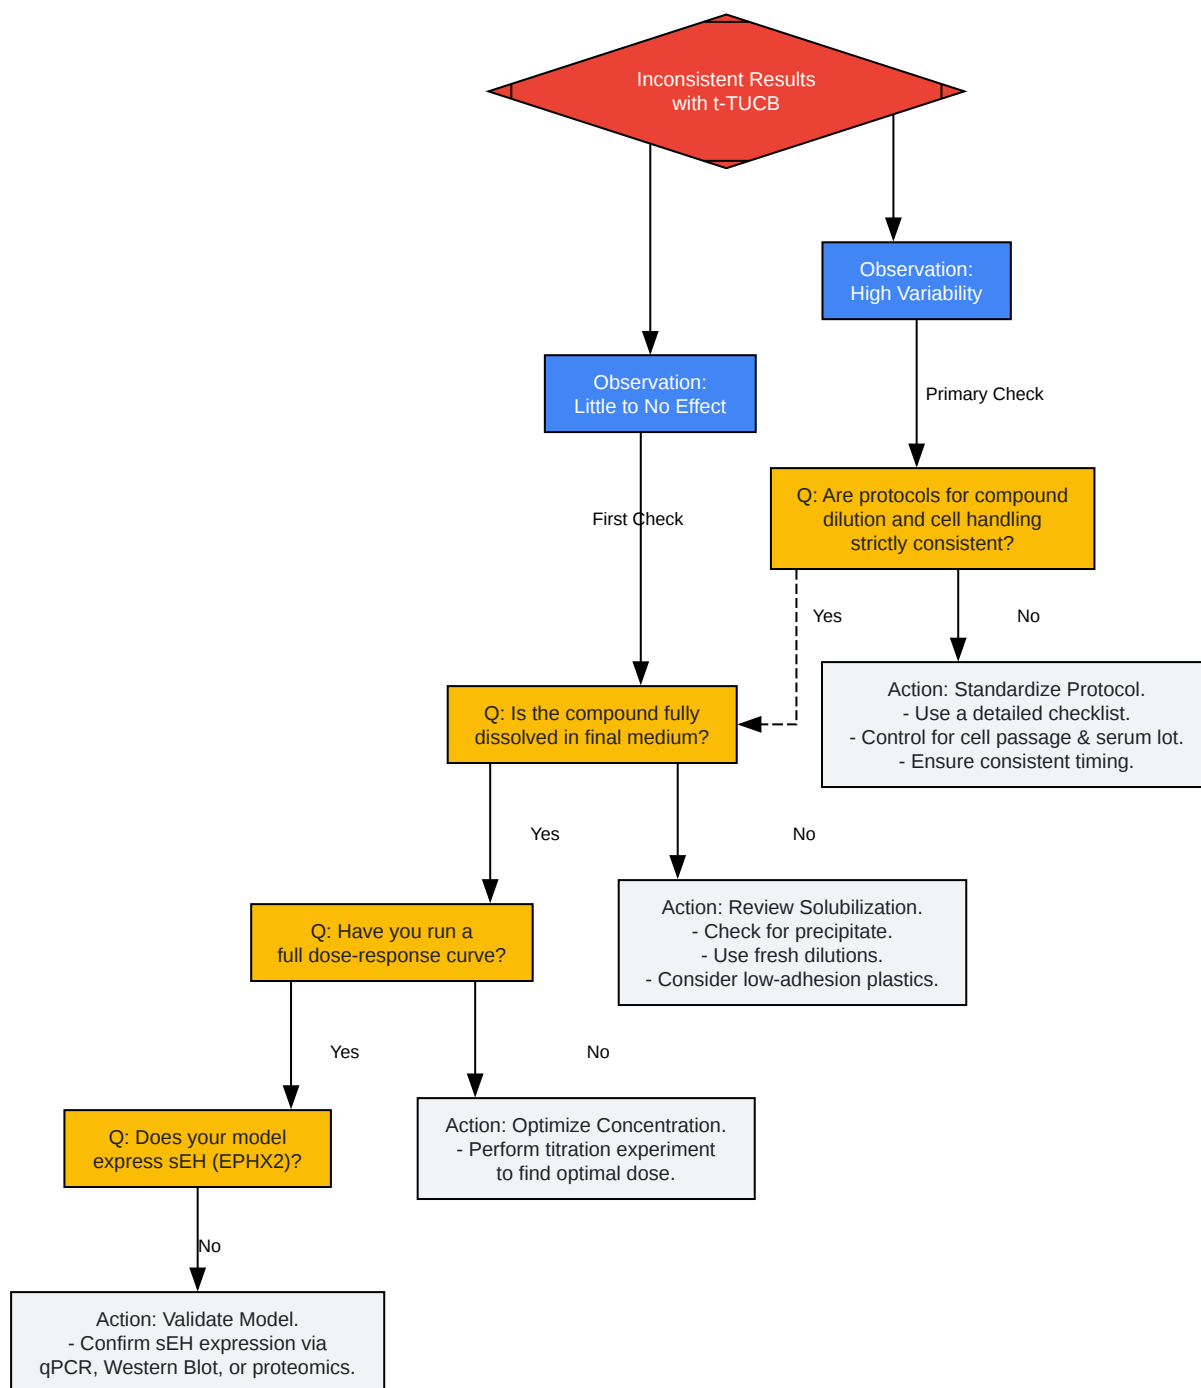 Inconsistent Results
with t-TUCB
Observation:
High Variability
Observation:
Little to No Effect
Primary Check
First Check
Q: Are protocols for compound
dilution and cell handling
strictly consistent?
Yes
No
Action: Standardize Protocol.
- Use a detailed checklist.
- Control for cell passage & serum lot.
- Ensure consistent timing.
Q: Is the compound fully
dissolved in final medium?
Yes
No
Action: Review Solubilization.
- Check for precipitate.
- Use fresh dilutions.
- Consider low-adhesion plastics.
Q: Have you run a
full dose-response curve?
Yes
No
Action: Optimize Concentration.
- Perform titration experiment
to find optimal dose.
Q: Does your model
express sEH (EPHX2)?
No
Action: Validate Model.
- Confirm sEH expression via
qPCR, Western Blot, or proteomics.